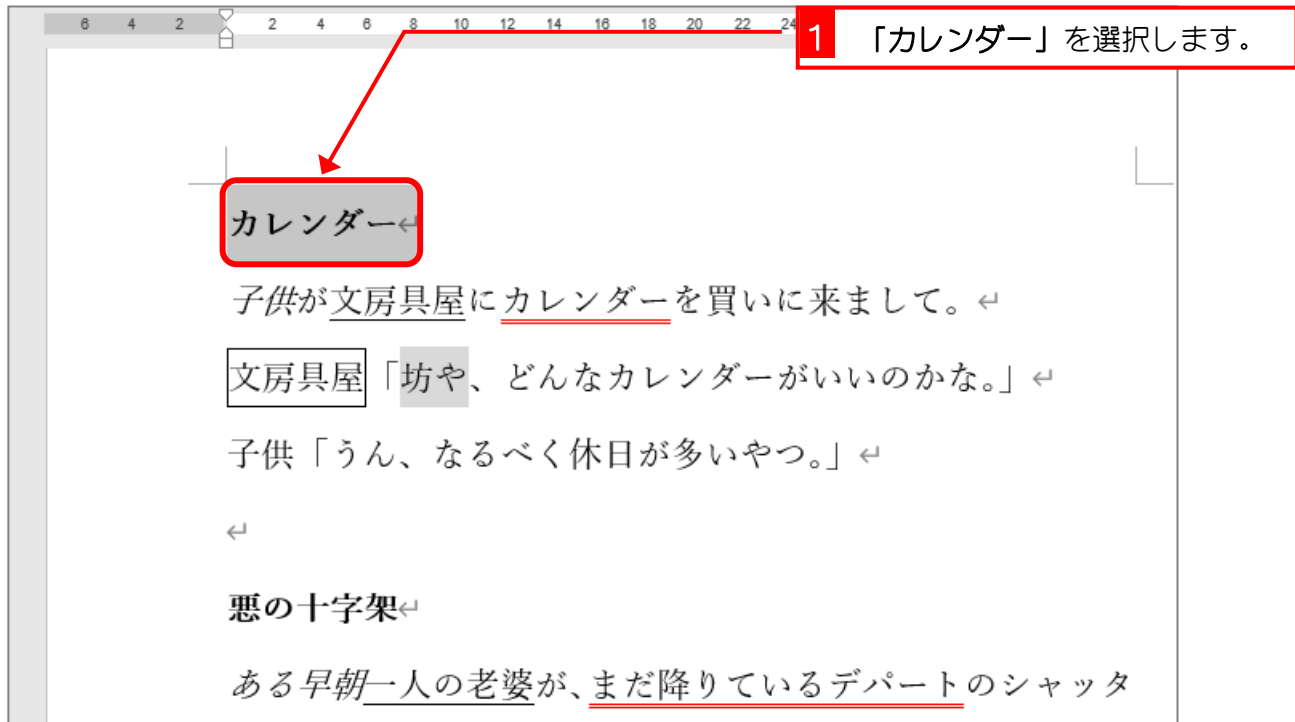 6 4 2 2 4 6 8 10 12 14 16 18 20 22 24
1 「カレンダー」を選択します。
カレンダー↵
子供が文房具屋にカレンダーを買いに来まして。↵
文房具屋「坊や、どんなカレンダーがいいのかな。」↵
子供「うん、なるべく休日が多いやつ。」↵
↵
悪の十字架↵
ある早朝一人の老婆が、まだ降りているデパートのシャッタ